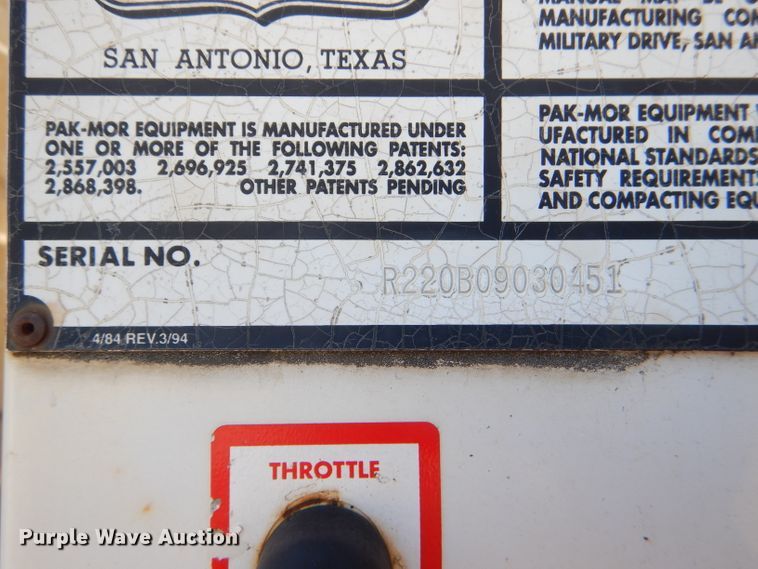 SAN ANTONIO, TEXAS
MANUFACTURING
MILITARY DRIVE, SAN
PAK-MOR EQUIPMENT IS MANUFACTURED UNDER
ONE OR MORE OF THE FOLLOWING PATENTS:
2,557,003 2,696,925 2,741,375 2,862,632
2,868,398. OTHER PATENTS PENDING
PAK-MOR EQUIPMENT
UFACTURED IN
NATIONAL STANDARDS
SAFETY REQUIREMENTS
AND COMPACTING
SERIAL NO.
R220B09030451
4/84 REV.3/94
THROTTLE
Purple Wave Auction